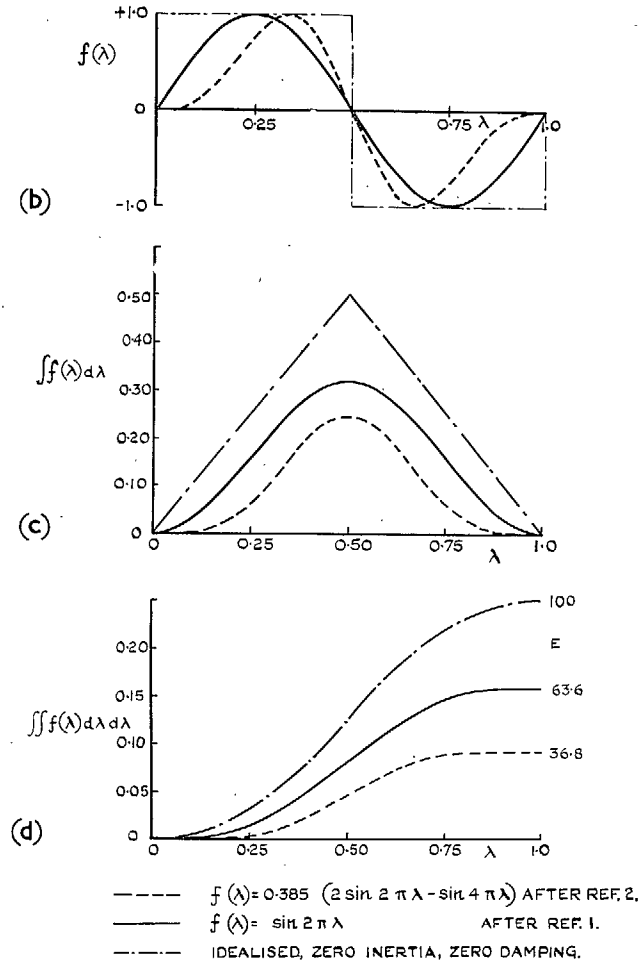 +1.0
f(λ)
0
0.25
0.75
λ
1.0
-1.0
(b)
0.50
0.40
∫f(λ)dλ
0.30
0.20
0.10
0
(c)
0
0.25
0.50
0.75
1.0
λ
100
0.20
E
0.15
63.6
∬f(λ)dλdλ
0.10
36.8
0.05
0
(d)
0
0.25
0.50
0.75
λ
1.0
f(λ)=0.385 (2 sin 2πλ-sin 4πλ) AFTER REF. 2.
f(λ)= sin 2πλ AFTER REF. 1.
IDEALISED, ZERO INERTIA, ZERO DAMPING.